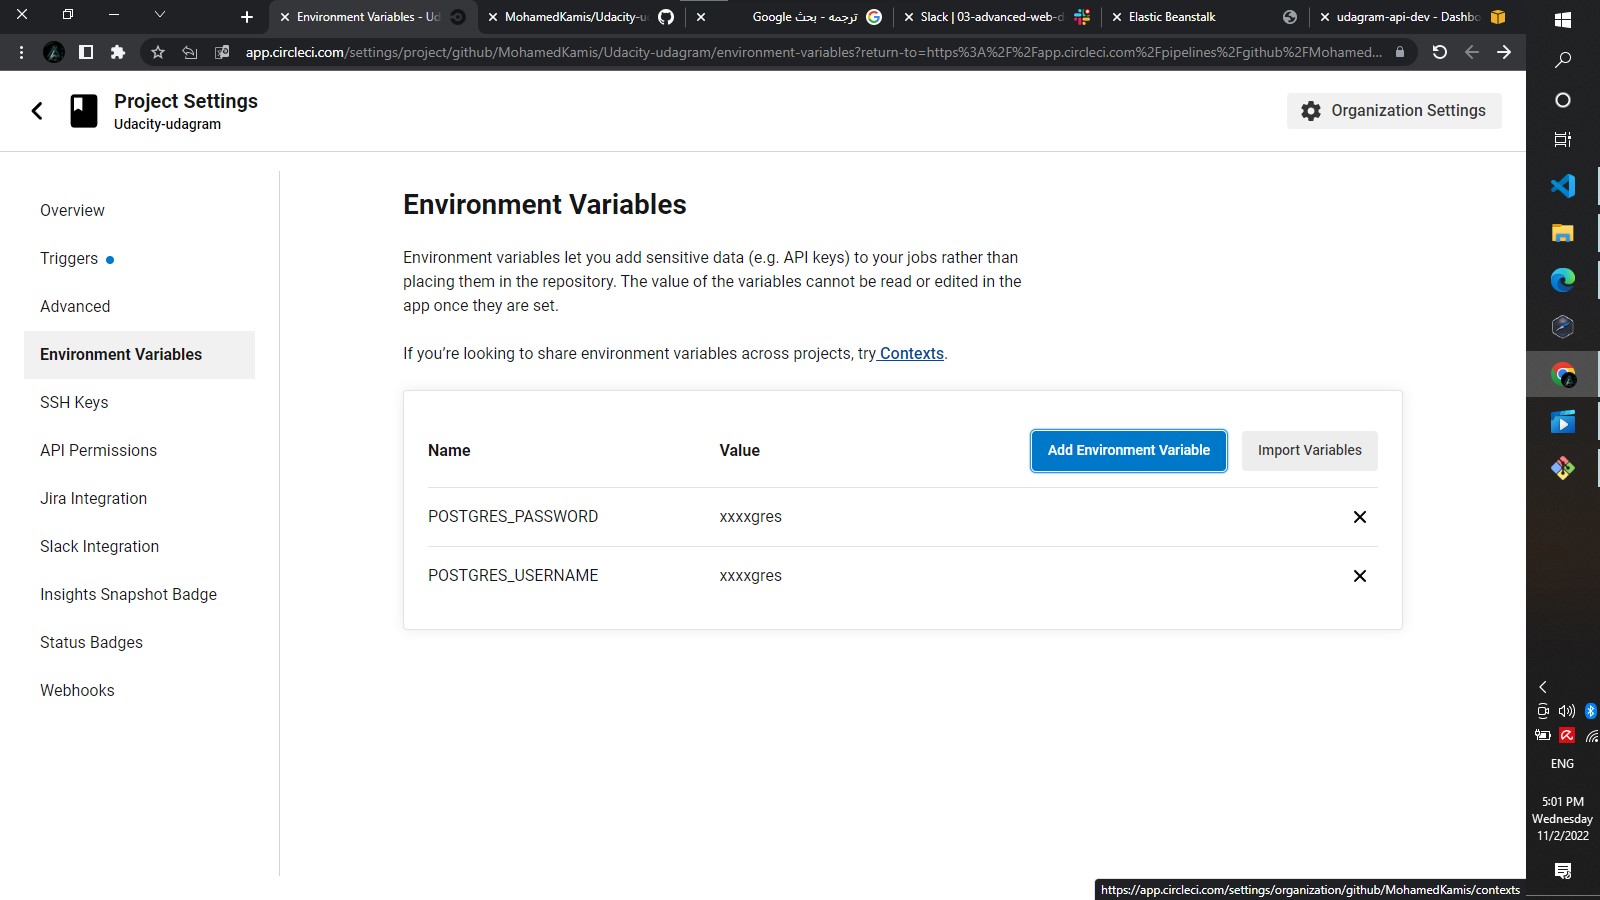 Environment Variables - Ud
MohamedKamis/Udacity-u
ترجمه - بحث Google
Slack | 03-advanced-web-d
Elastic Beanstalk
udagram-api-dev - Dashbo
app.circleci.com/settings/project/github/MohamedKamis/Udacity-udagram/environment-variables?return-to=https%3A%2F%2Fapp.circleci.com%2Fpipelines%2Fgithub%2FMohamed...
Project Settings
Udacity-udagram
Organization Settings
Overview
Triggers
Advanced
Environment Variables
SSH Keys
API Permissions
Jira Integration
Slack Integration
Insights Snapshot Badge
Status Badges
Webhooks
Environment Variables
Environment variables let you add sensitive data (e.g. API keys) to your jobs rather than
placing them in the repository. The value of the variables cannot be read or edited in the
app once they are set.
If you’re looking to share environment variables across projects, try Contexts.
Name Value Add Environment Variable Import Variables
POSTGRES_PASSWORD xxxxgres
POSTGRES_USERNAME xxxxgres
ENG
5:01 PM
Wednesday
11/2/2022
https://app.circleci.com/settings/organization/github/MohamedKamis/contexts